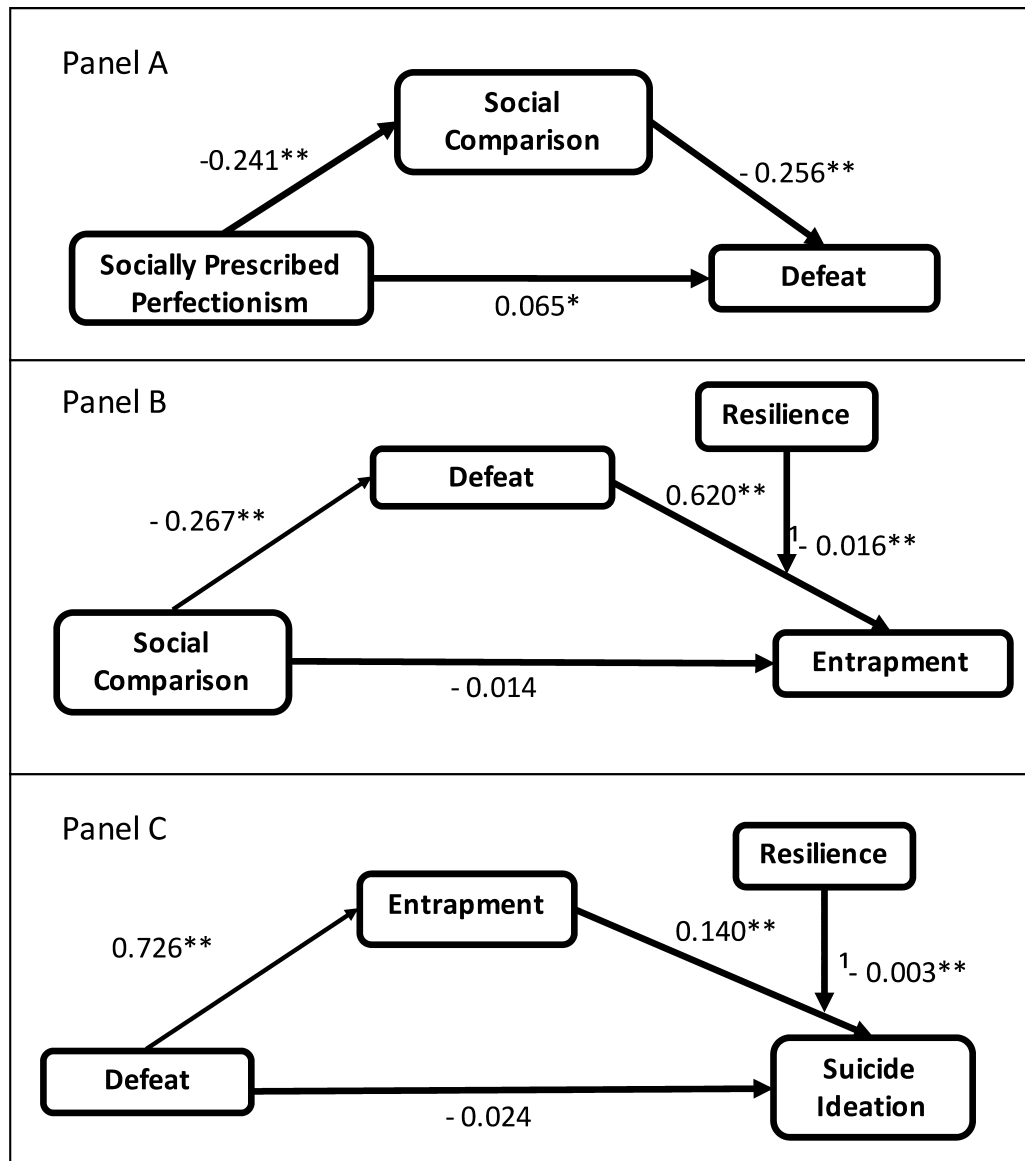 Panel A
Social
Comparison
-0.241**
- 0.256**
Socially Prescribed
Perfectionism
Defeat
0.065*
Panel B
Resilience
Defeat
0.620**
- 0.267**
¹- 0.016**
Social
Comparison
Entrapment
- 0.014
Panel C
Resilience
Entrapment
0.140**
0.726**
¹- 0.003**
Defeat
Suicide
Ideation
- 0.024